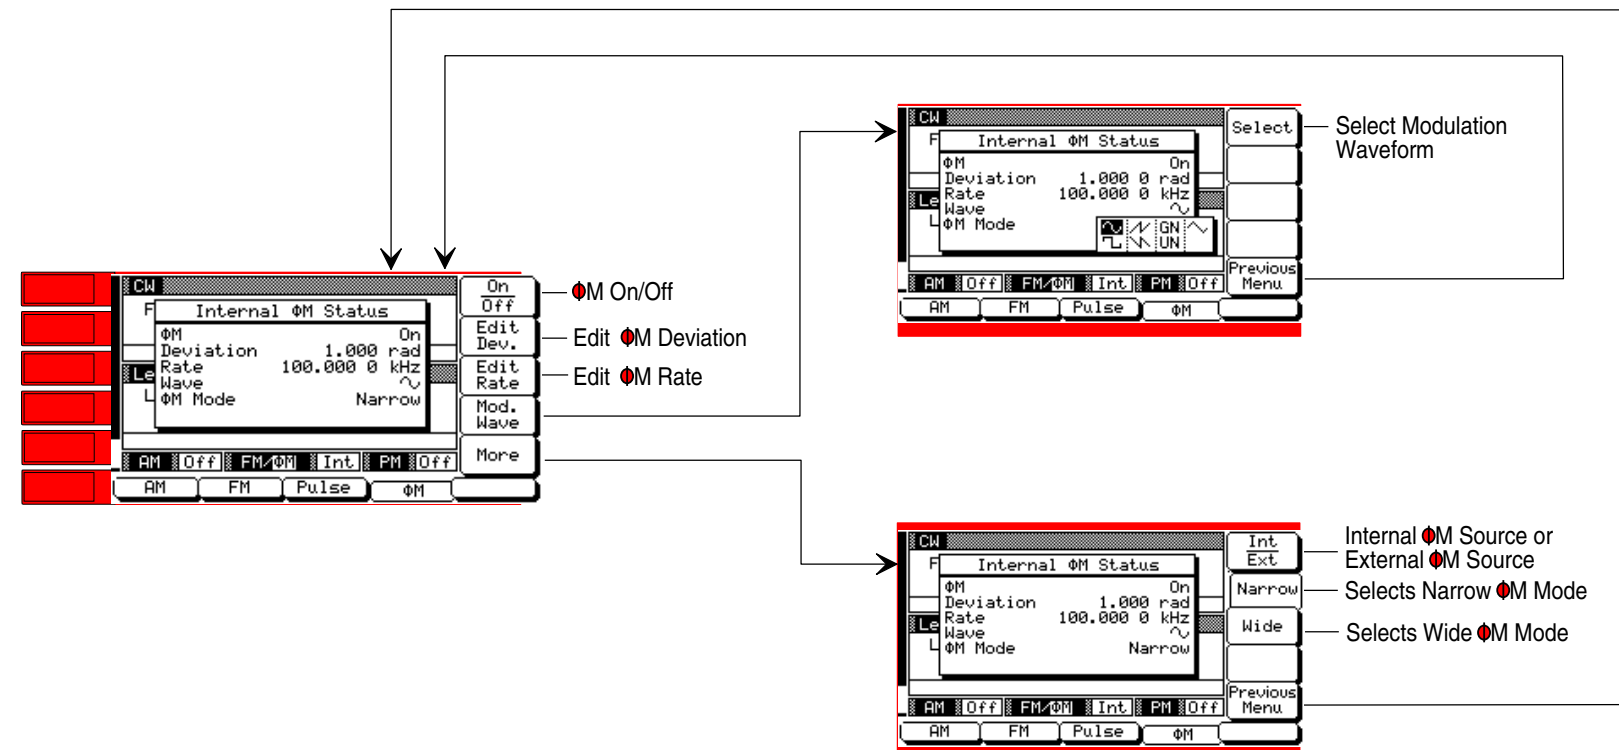 CW
F
Internal ΦM Status
ΦM On
Deviation 1.000 rad
Rate 100.000 0 kHz
Wave
ΦM Mode Narrow
Le
L
AM Off FM/ΦM Int PM Off
AM FM Pulse ΦM
On
Off
Edit
Dev.
Edit
Rate
Mod.
Wave
More
ΦM On/Off
Edit ΦM Deviation
Edit ΦM Rate
CW
F
Internal ΦM Status
ΦM On
Deviation 1.000 0 rad
Rate 100.000 0 kHz
Wave
ΦM Mode
GN
UN
Le
L
AM Off FM/ΦM Int PM Off
AM FM Pulse ΦM
Select
Previous
Menu
Select Modulation
Waveform
CW
F
Internal ΦM Status
ΦM On
Deviation 1.000 rad
Rate 100.000 0 kHz
Wave
ΦM Mode Narrow
Le
L
AM Off FM/ΦM Int PM Off
AM FM Pulse ΦM
Int
Ext
Narrow
Wide
Previous
Menu
Internal ΦM Source or
External ΦM Source
Selects Narrow ΦM Mode
Selects Wide ΦM Mode